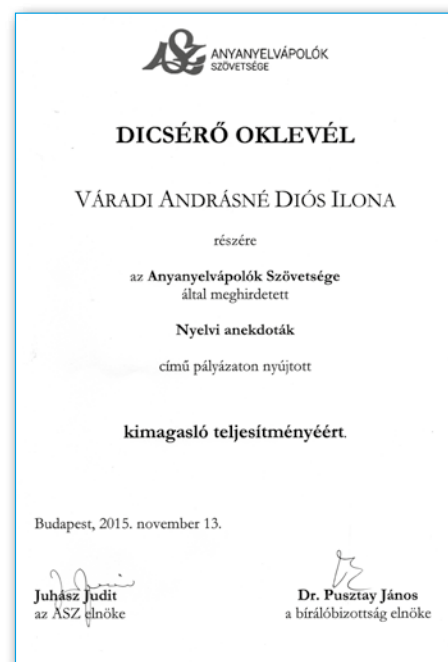 ASZ ANYANYELVÁPOLÓK
SZÖVETSÉGE
DICSÉRŐ OKLEVÉL
VÁRADI ANDRÁSNÉ DIÓS ILONA
részére
az Anyanyelvápolók Szövetsége
által meghirdetett
Nyelvi anekdoták
című pályázaton nyújtott
kimagasló teljesítményéért.
Budapest, 2015. november 13.
Juhász Judit
az ASZ elnöke
Dr. Pusztay János
a bírálóbizottság elnöke